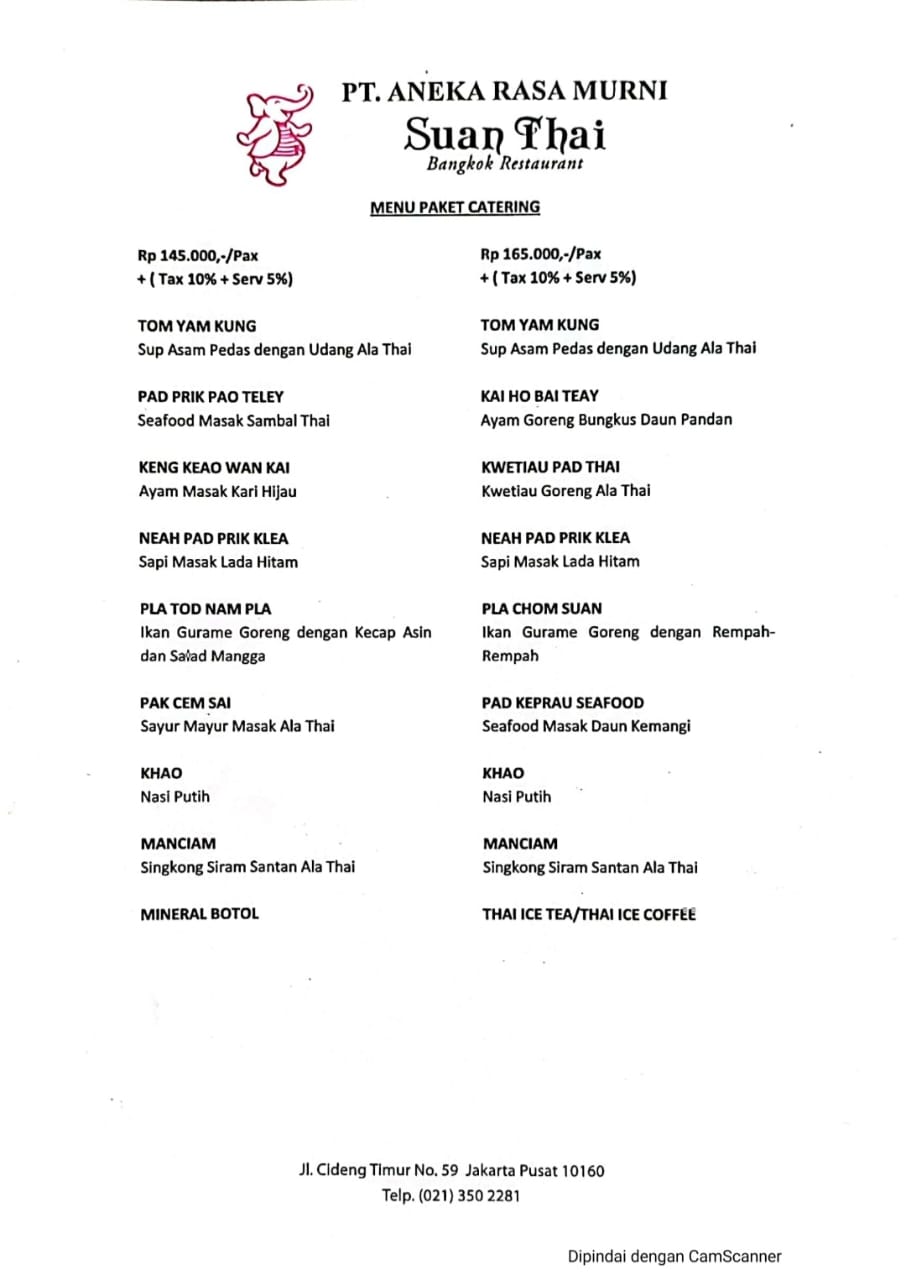 PT. ANEKA RASA MURNI
Suan Thai
Bangkok Restaurant
MENU PAKET CATERING
Rp 145.000,-/Pax
+ ( Tax 10% + Serv 5%)
TOM YAM KUNG
Sup Asam Pedas dengan Udang Ala Thai
PAD PRIK PAO TELEY
Seafood Masak Sambal Thai
KENG KEAO WAN KAI
Ayam Masak Kari Hijau
NEAH PAD PRIK KLEA
Sapi Masak Lada Hitam
PLA TOD NAM PLA
Ikan Gurame Goreng dengan Kecap Asin
dan Salad Mangga
PAK CEM SAI
Sayur Mayur Masak Ala Thai
KHAO
Nasi Putih
MANCIAM
Singkong Siram Santan Ala Thai
MINERAL BOTOL
Rp 165.000,-/Pax
+ ( Tax 10% + Serv 5%)
TOM YAM KUNG
Sup Asam Pedas dengan Udang Ala Thai
KAI HO BAI TEAY
Ayam Goreng Bungkus Daun Pandan
KWETIAU PAD THAI
Kwetiau Goreng Ala Thai
NEAH PAD PRIK KLEA
Sapi Masak Lada Hitam
PLA CHOM SUAN
Ikan Gurame Goreng dengan Rempah-
Rempah
PAD KEPRAU SEAFOOD
Seafood Masak Daun Kemangi
KHAO
Nasi Putih
MANCIAM
Singkong Siram Santan Ala Thai
THAI ICE TEA/THAI ICE COFFEE
Jl. Cideng Timur No. 59 Jakarta Pusat 10160
Telp. (021) 350 2281
Dipindai dengan CamScanner